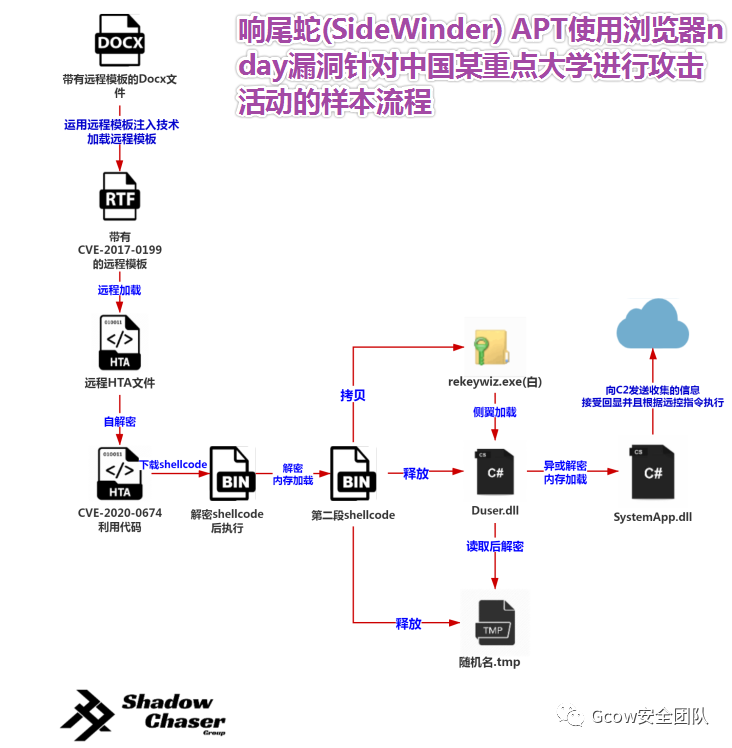 响尾蛇(SideWinder) APT使用浏览器n
day漏洞针对中国某重点大学进行攻击
活动的样本流程
DOCX
带有远程模板的Docx文
件
运用远程模板注入技术
加载远程模板
RTF
带有
CVE-2017-0199
的远程模板
远程加载
010011
</>
HTA
远程HTA文件
自解密
010011
</>
HTA
CVE-2020-0674
利用代码
下载shellcode
BIN
解密shellcode
后执行
解密
内存加载
BIN
第二段shellcode
拷贝
rekeywiz.exe(白)
侧翼加载
释放
CS
C#
Duser.dll
异或解密
内存加载
CS
C#
SystemApp.dll
向C2发送收集的信息
接受回显并且根据远控指令执行
读取后解密
释放
TMP
随机名.tmp
Shadow
Chaser
Group
Gcow安全团队